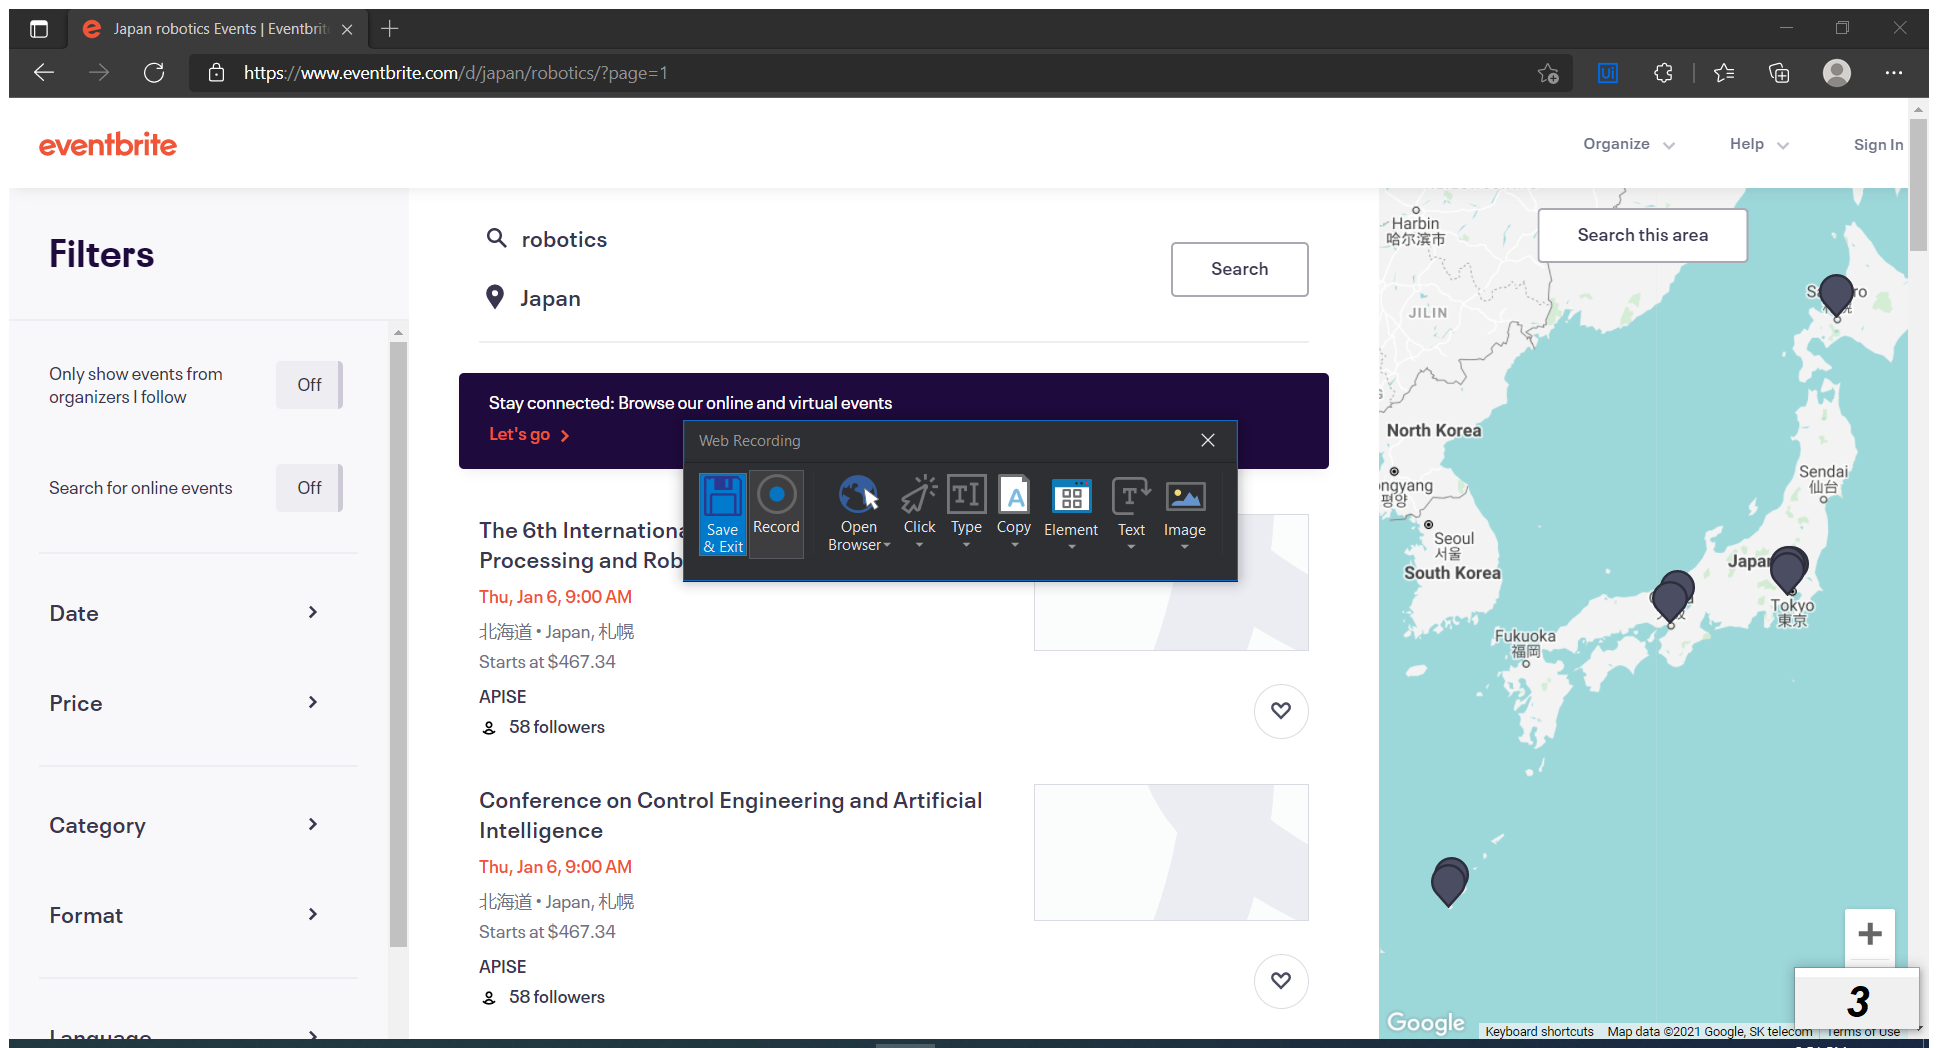 Japan robotics Events | Eventbrite
https://www.eventbrite.com/d/japan/robotics/?page=1
Ui
eventbrite
Organize
Help
Sign In
Filters
Only show events from
organizers I follow
Off
Search for online events
Off
Date
Price
Category
Format
Language
robotics
Japan
Search
Stay connected: Browse our online and virtual events
Let's go
Web Recording
Save
& Exit
Record
Open
Browser
Click
Type
Copy
Element
Text
Image
The 6th Internationa
Processing and Rob
Thu, Jan 6, 9:00 AM
北海道 • Japan, 札幌
Starts at $467.34
APISE
58 followers
Conference on Control Engineering and Artificial
Intelligence
Thu, Jan 6, 9:00 AM
北海道 • Japan, 札幌
Starts at $467.34
APISE
58 followers
Search this area
Harbin
哈尔滨市
JILIN
North Korea
ngyang
평양
Seoul
서울
South Korea
Sendai
仙台
Japan
Tokyo
東京
Fukuoka
福岡
Google
Keyboard shortcuts
Map data ©2021 Google, SK telecom
Terms of Use
3